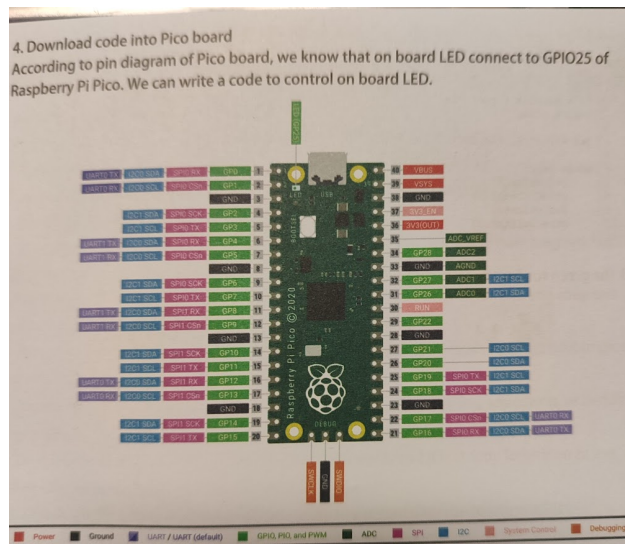 4. Download code into Pico board
According to pin diagram of Pico board, we know that on board LED connect to GPIO25 of
Raspberry Pi Pico. We can write a code to control on board LED.
LED USB
UART0 TX I2C0 SDA SPI0 RX GP0 1 40 VBUS
UART0 RX I2C0 SCL SPI0 CSn GP1 2 39 VSYS
GND 3 38 GND
I2C1 SDA SPI0 SCK GP2 4 37 3V3_EN
I2C1 SCL SPI0 TX GP3 5 36 3V3(OUT)
UART1 TX I2C0 SDA SPI0 RX GP4 6 35 ADC_VREF
UART1 RX I2C0 SCL SPI0 CSn GP5 7 34 GP28 ADC2
GND 8 33 GND AGND
I2C1 SDA SPI0 SCK GP6 9 32 GP27 ADC1 I2C1 SCL
I2C1 SCL SPI0 TX GP7 10 31 GP26 ADC0 I2C1 SDA
UART1 TX I2C0 SDA SPI1 RX GP8 11 30 RUN
UART1 RX I2C0 SCL SPI1 CSn GP9 12 29 GP22
GND 13 28 GND
I2C1 SDA SPI1 SCK GP10 14 27 GP21 I2C0 SCL
I2C1 SCL SPI1 TX GP11 15 26 GP20 I2C0 SDA
UART0 TX I2C0 SDA SPI1 RX GP12 16 25 GP19 SPI0 TX I2C1 SCL
UART0 RX I2C0 SCL SPI1 CSn GP13 17 24 GP18 SPI0 SCK I2C1 SDA
GND 18 23 GND
I2C1 SDA SPI1 SCK GP14 19 22 GP17 SPI0 CSn I2C0 SCL UART0 RX
I2C1 SCL SPI1 TX GP15 20 21 GP16 SPI0 RX I2C0 SDA UART0 TX
BOOTSEL
Raspberry Pi Pico ©2020
DEBUG
SWCLK GND SWDIO
Power Ground UART / UART (default) GPIO, PIO, and PWM ADC SPI I2C System Control Debugging